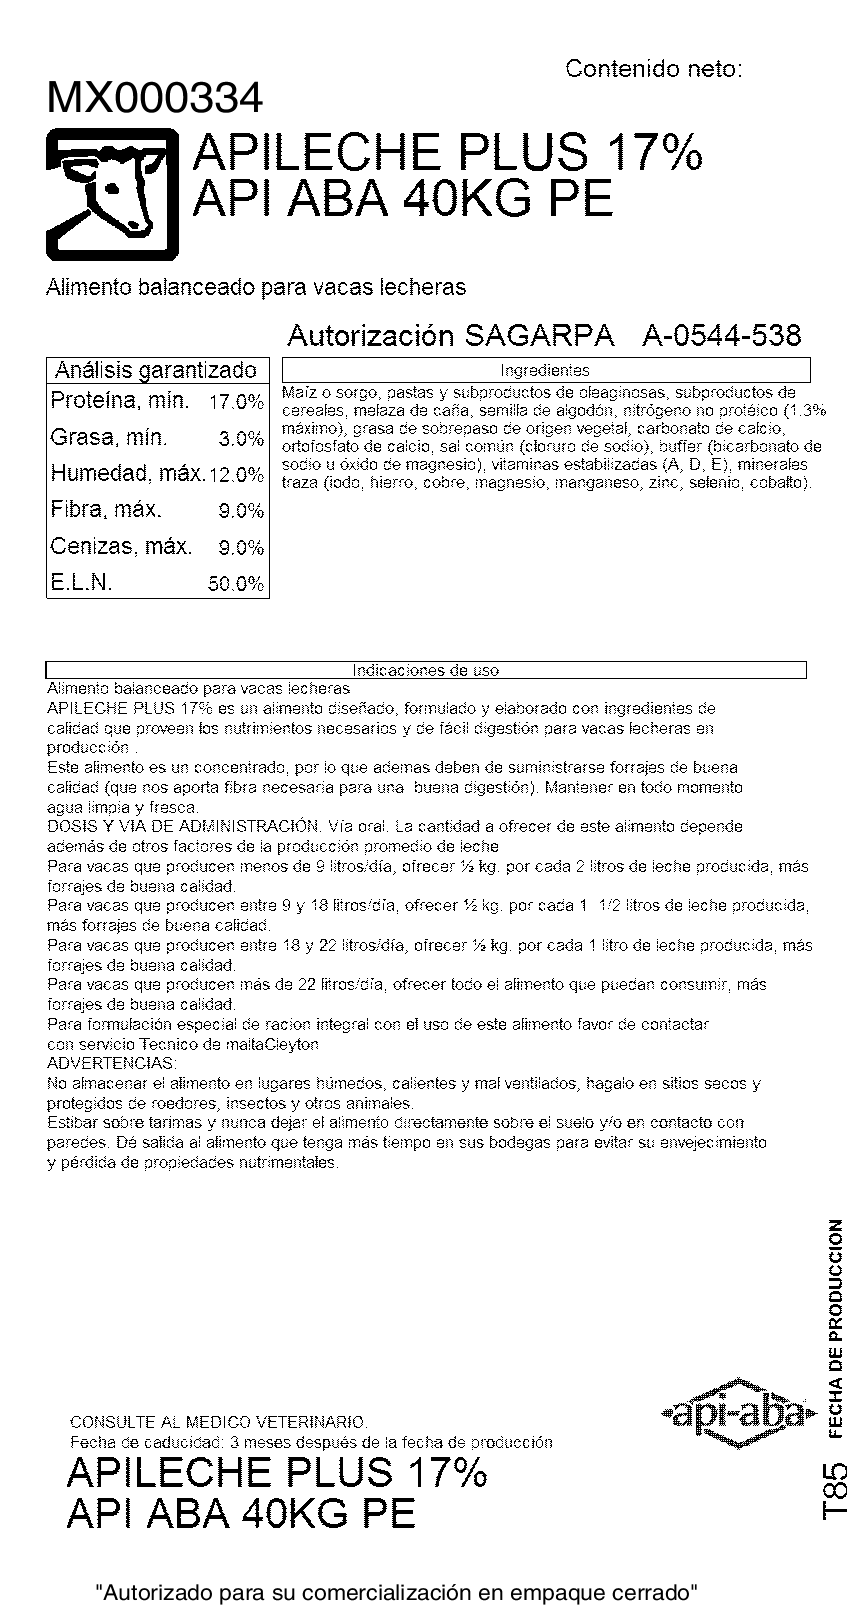 Contenido neto:
MX000334
APILECHE PLUS 17%
API ABA 40KG PE
Alimento balanceado para vacas lecheras
Autorización SAGARPA A-0544-538
Análisis garantizado
Proteína, mín. 17.0%
Grasa, mín. 3.0%
Humedad, máx. 12.0%
Fibra, máx. 9.0%
Cenizas, máx. 9.0%
E.L.N. 50.0%
Ingredientes
Maíz o sorgo, pastas y subproductos de oleaginosas, subproductos de
cereales, melaza de caña, semilla de algodón, nitrógeno no protéico (1.3%
máximo), grasa de sobrepaso de origen vegetal, carbonato de calcio,
ortofosfato de calcio, sal común (cloruro de sodio), buffer (bicarbonato de
sodio u óxido de magnesio), vitaminas estabilizadas (A, D, E), minerales
traza (iodo, hierro, cobre, magnesio, manganeso, zinc, selenio, cobalto).
Indicaciones de uso
Alimento balanceado para vacas lecheras
APILECHE PLUS 17% es un alimento diseñado, formulado y elaborado con ingredientes de
calidad que proveen los nutrimientos necesarios y de fácil digestión para vacas lecheras en
producción .
Este alimento es un concentrado, por lo que ademas deben de suministrarse forrajes de buena
calidad (que nos aporta fibra necesaria para una buena digestión). Mantener en todo momento
agua limpia y fresca.
DOSIS Y VIA DE ADMINISTRACIÓN. Vía oral. La cantidad a ofrecer de este alimento depende
además de otros factores de la producción promedio de leche
Para vacas que producen menos de 9 litros/día, ofrecer ½ kg. por cada 2 litros de leche producida, más
forrajes de buena calidad.
Para vacas que producen entre 9 y 18 litros/día, ofrecer ½ kg. por cada 1 1/2 litros de leche producida,
más forrajes de buena calidad.
Para vacas que producen entre 18 y 22 litros/día, ofrecer ½ kg. por cada 1 litro de leche producida, más
forrajes de buena calidad.
Para vacas que producen más de 22 litros/día, ofrecer todo el alimento que puedan consumir, más
forrajes de buena calidad.
Para formulación especial de racion integral con el uso de este alimento favor de contactar
con servicio Tecnico de maltaCleyton
ADVERTENCIAS:
No almacenar el alimento en lugares húmedos, calientes y mal ventilados, hagalo en sitios secos y
protegidos de roedores, insectos y otros animales.
Estibar sobre tarimas y nunca dejar el alimento directamente sobre el suelo y/o en contacto con
paredes. Dé salida al alimento que tenga más tiempo en sus bodegas para evitar su envejecimiento
y pérdida de propiedades nutrimentales.
FECHA DE PRODUCCION
T85
api-aba
CONSULTE AL MEDICO VETERINARIO.
Fecha de caducidad: 3 meses después de la fecha de producción
APILECHE PLUS 17%
API ABA 40KG PE
"Autorizado para su comercialización en empaque cerrado"